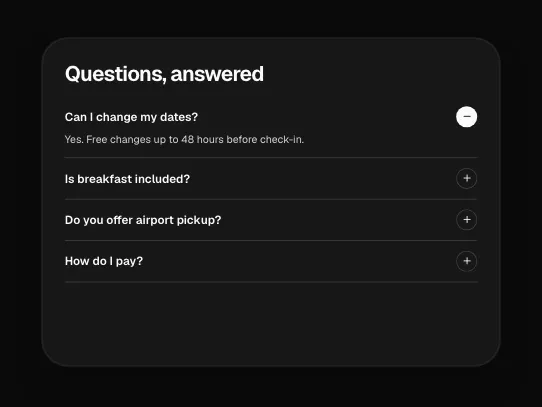 Questions, answered
Can I change my dates?
Yes. Free changes up to 48 hours before check-in.
Is breakfast included?
Do you offer airport pickup?
How do I pay?